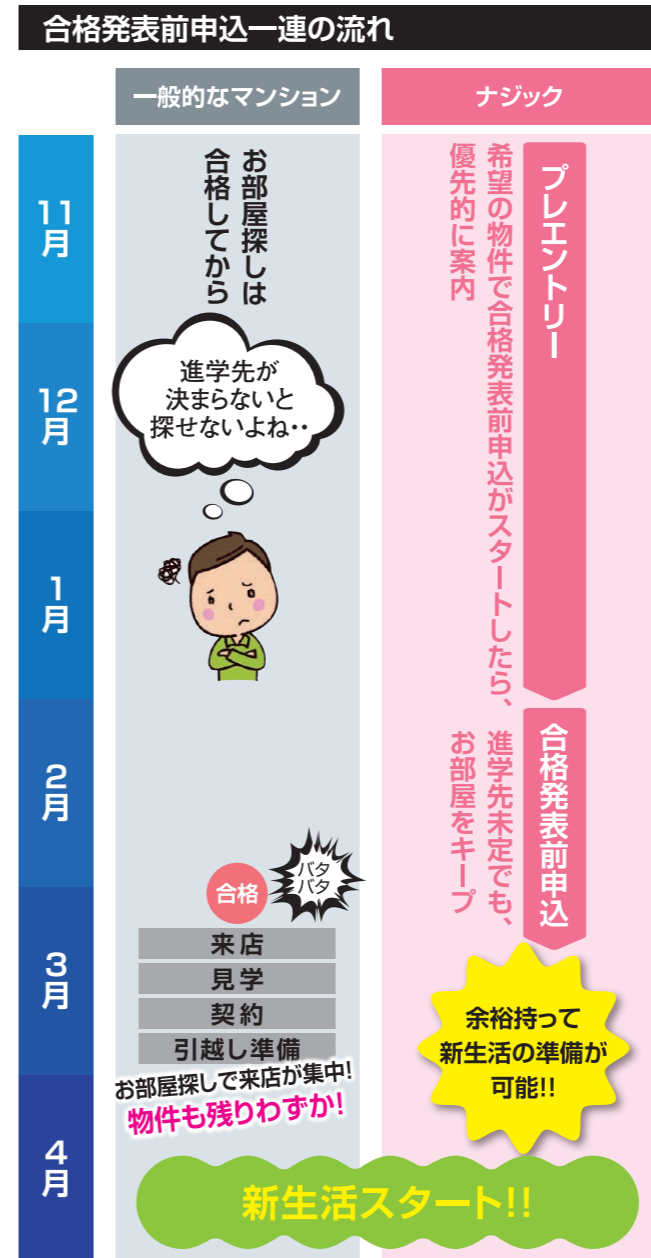 合格発表前申込一連の流れ
一般的なマンション
ナジック
11月
12月
1月
2月
3月
4月
お部屋探しは
合格してから
進学先が
決まらないと
探せないよね‥
合格
バタ
バタ
来店
見学
契約
引越し準備
お部屋探しで来店が集中!
物件も残りわずか!
プレエントリー
希望の物件で合格発表前申込がスタートしたら、
優先的に案内
合格発表前申込
進学先未定でも、
お部屋をキープ
余裕持って
新生活の準備が
可能!!
新生活スタート!!